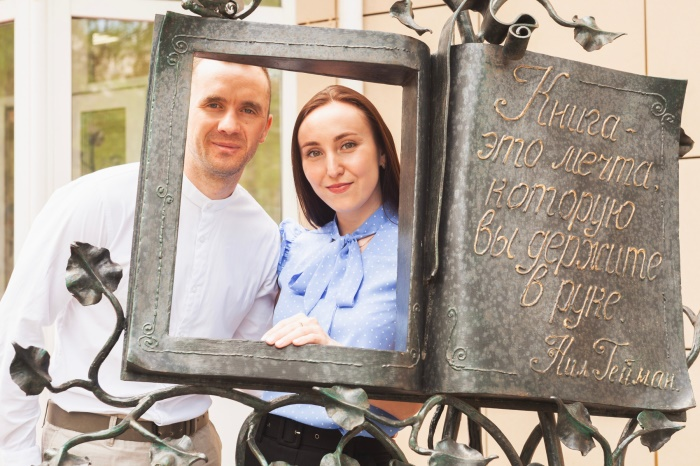 Книга-
это мечта,
которую
вы держите
в руке.
Нил Гейман